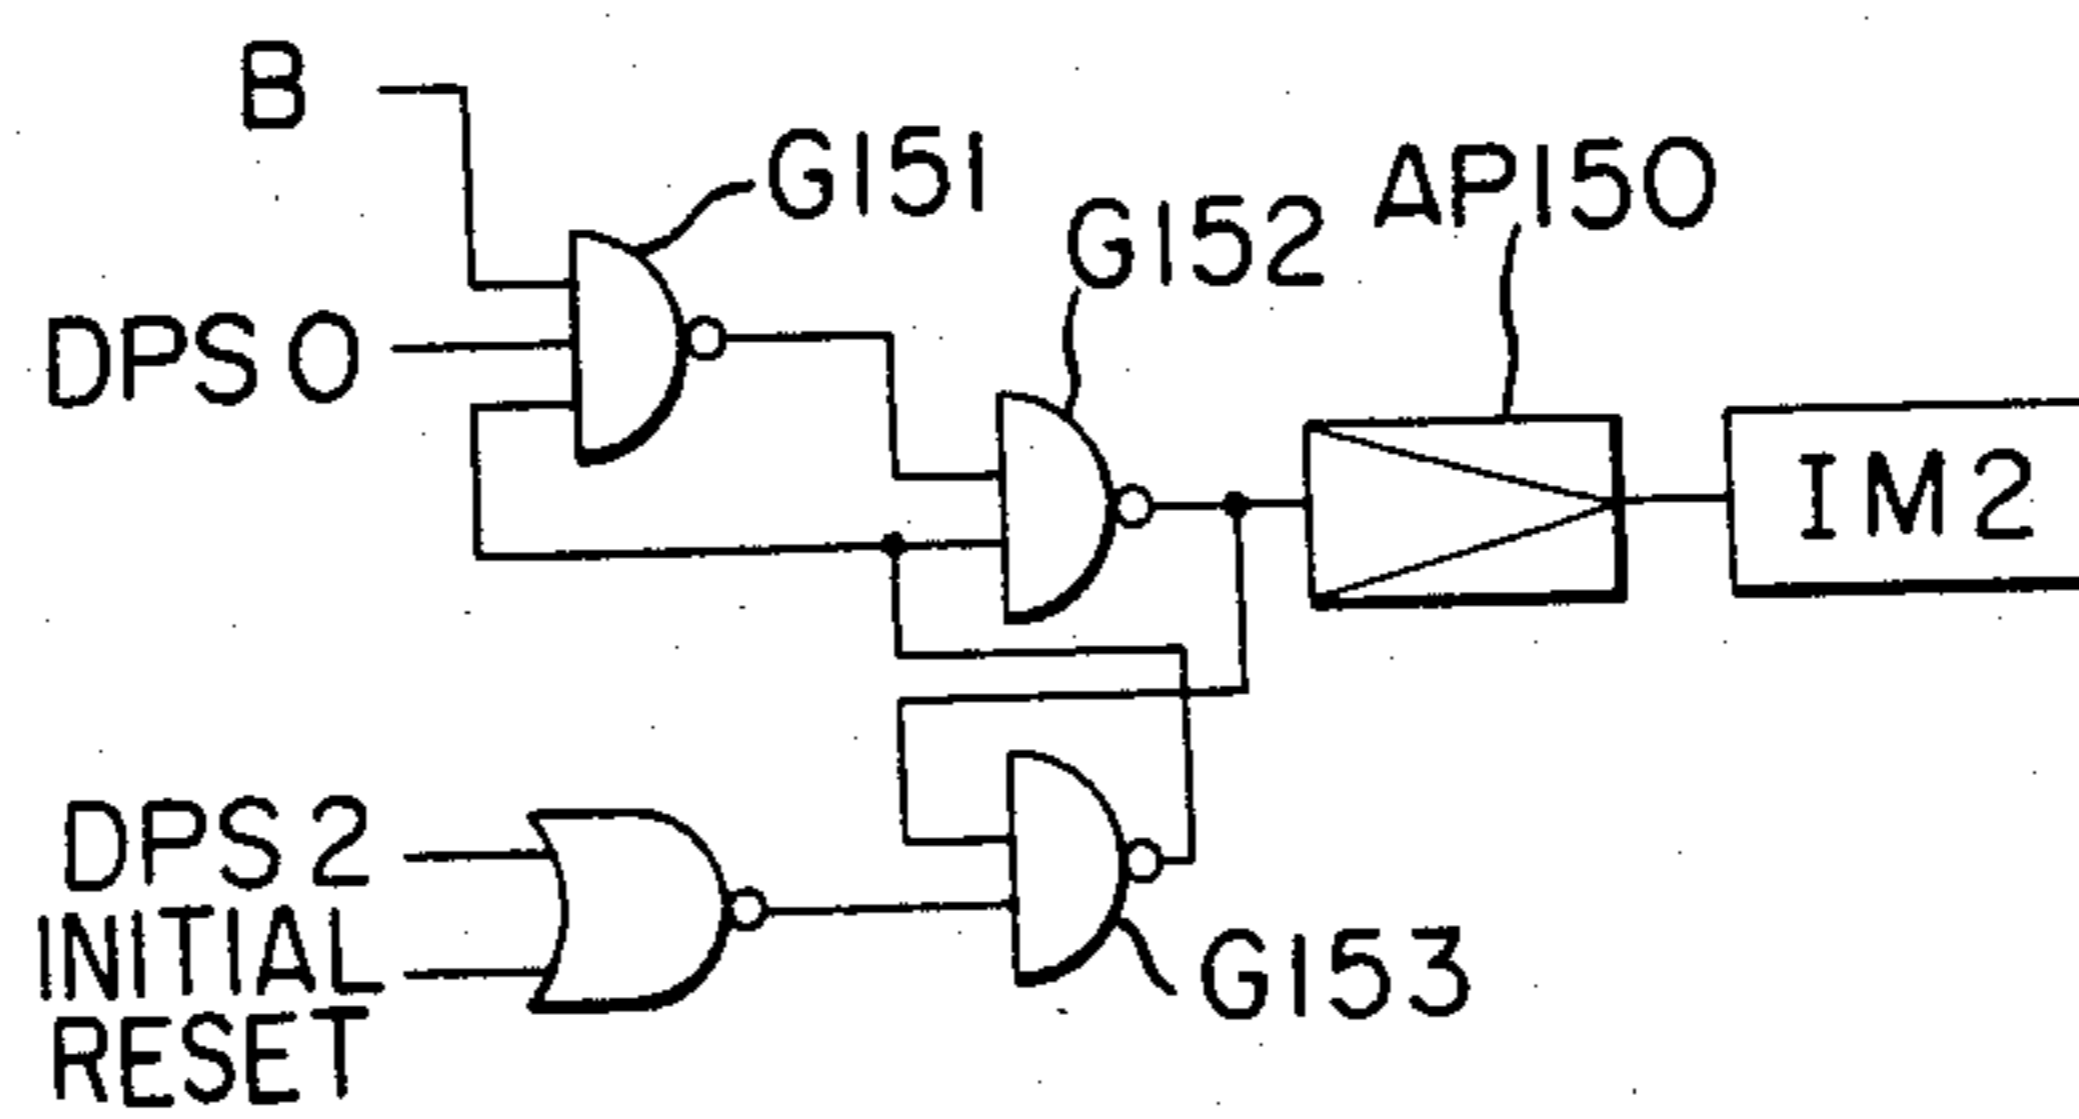 B
G151
G152
AP150
DPS 0
IM2
DPS 2
INITIAL
RESET
G153